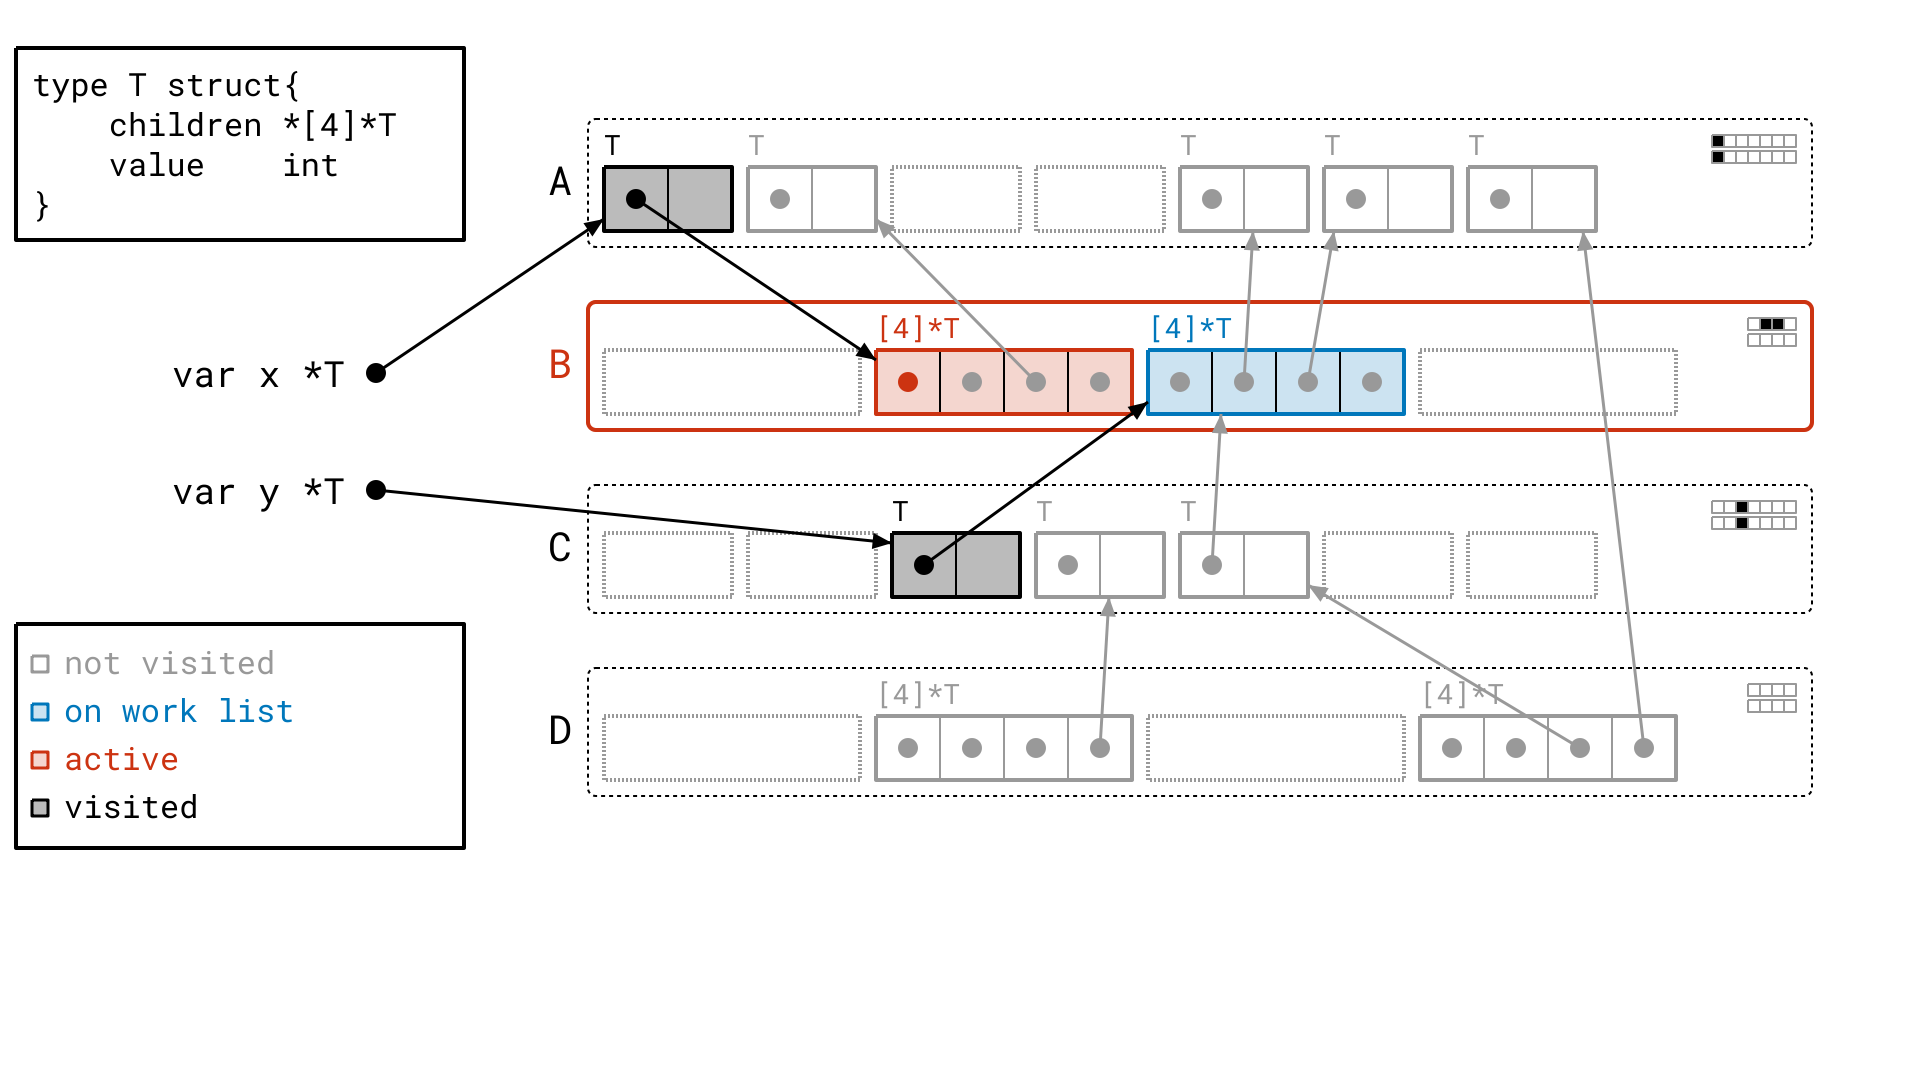 type T struct{
    children *[4]*T
    value    int
}
T T T T T
A
[4]*T [4]*T
B
var x *T
var y *T
T T T
C
[4]*T [4]*T
D
not visited
on work list
active
visited